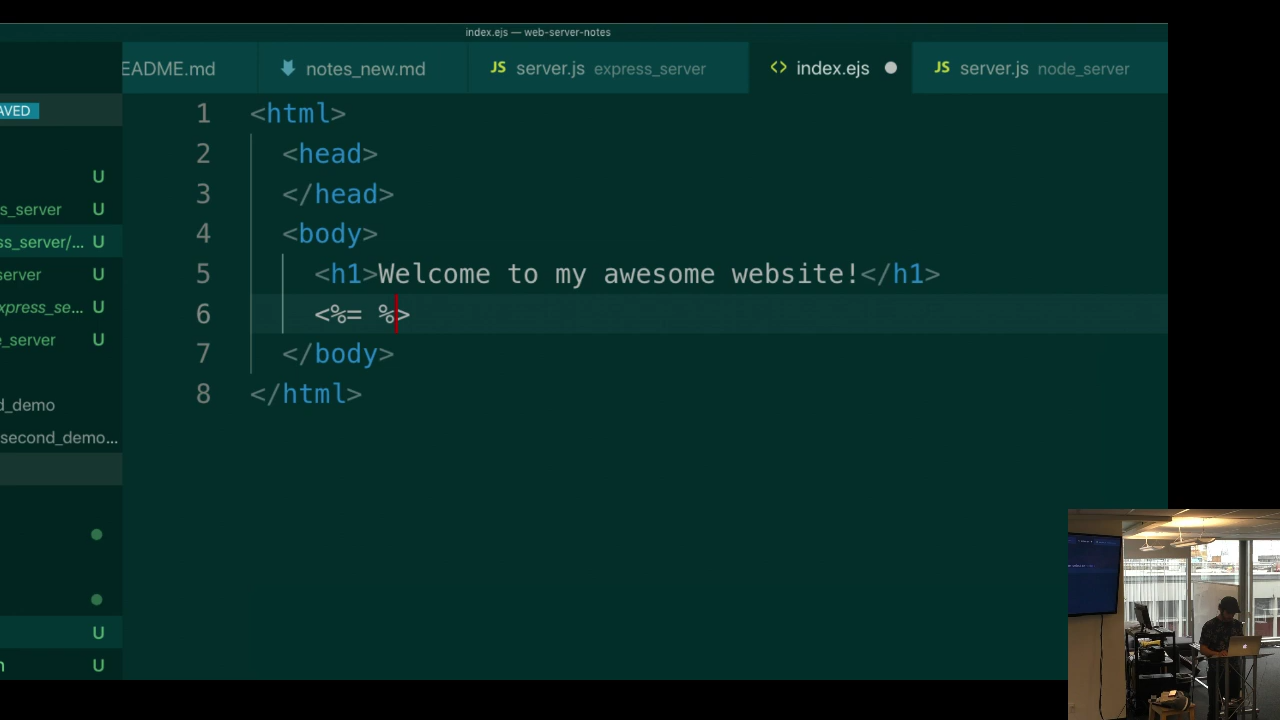 index.ejs — web-server-notes
EADME.md
notes_new.md
JS server.js express_server
<> index.ejs
JS server.js node_server
AVED
U
s_server U
ss_server/... U
server U
xpress_se... U
e_server U
d_demo
second_demo...
U
n U
1 <html>
2 <head>
3 </head>
4 <body>
5 <h1>Welcome to my awesome website!</h1>
6 <%= %>
7 </body>
8 </html>